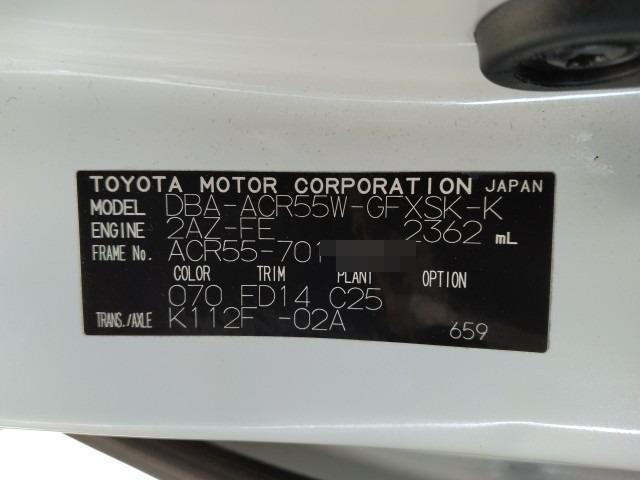 TOYOTA MOTOR CORPORATION JAPAN
MODEL DBA-ACR55W-GFXSK-K
ENGINE 2AZ-FE 2362 mL
FRAME No. ACR55-701
COLOR TRIM PLANT OPTION
070 FD14 C25
TRANS./AXLE K112F -02A 659